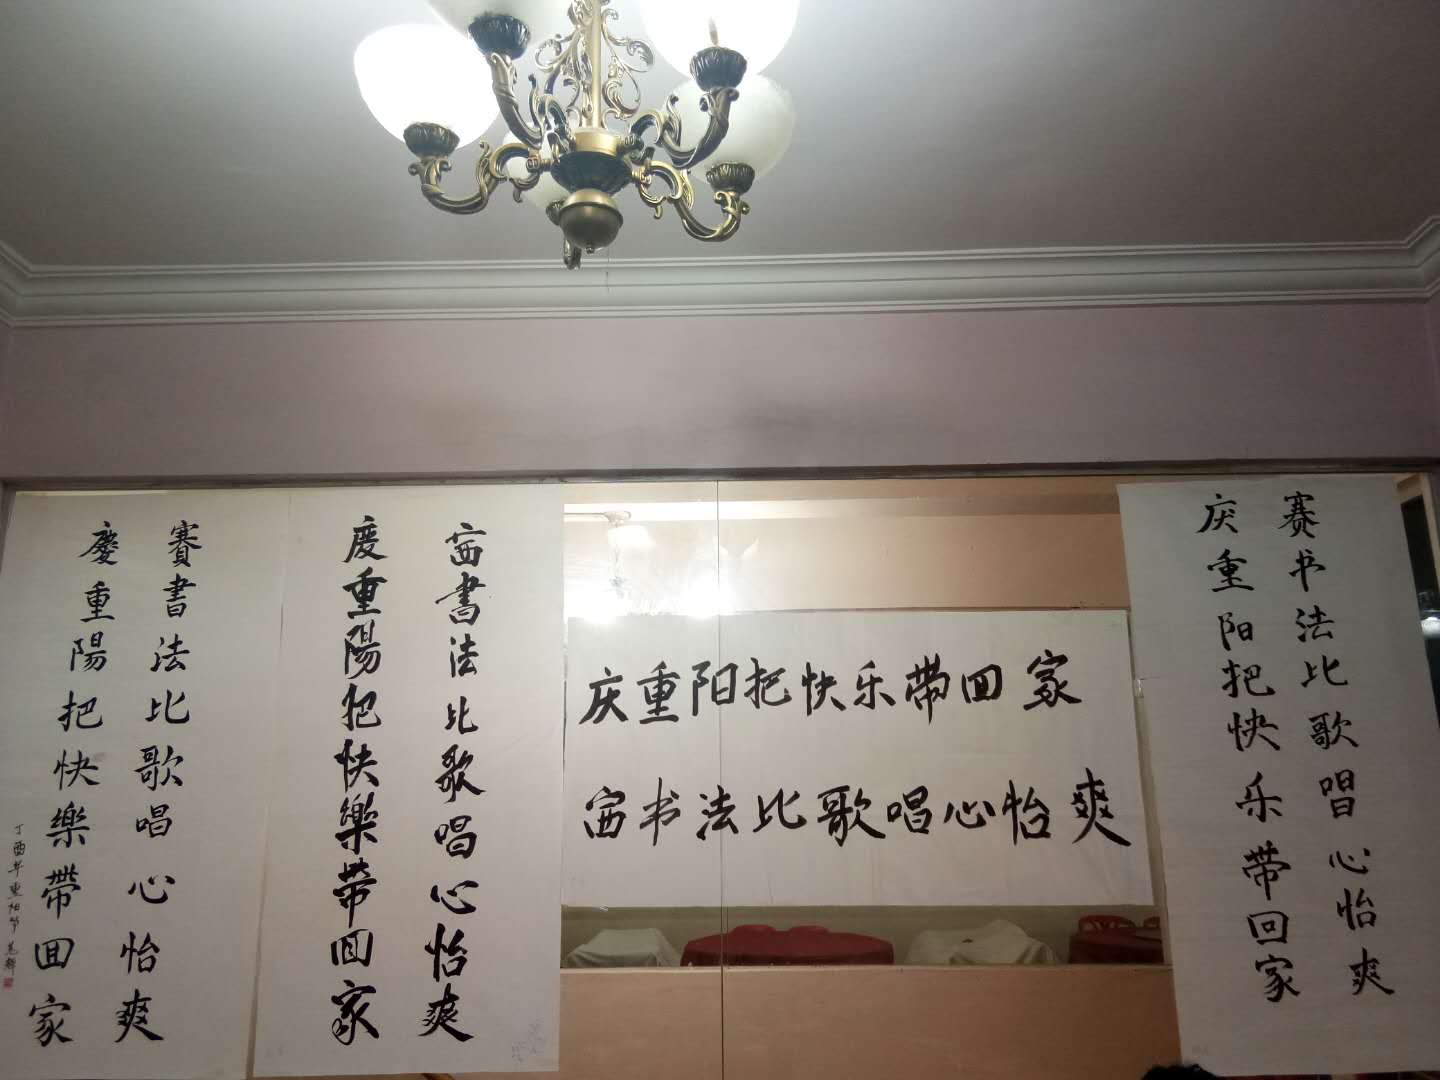 賽書法比歌唱心怡爽
慶重陽把快樂帶回家
丁酉年重阳节
書法比歌唱心怡爽
慶重陽把快樂帶回家
庆重阳把快乐带回家
书法比歌唱心怡爽
赛书法比歌唱心怡爽
庆重阳把快乐带回家